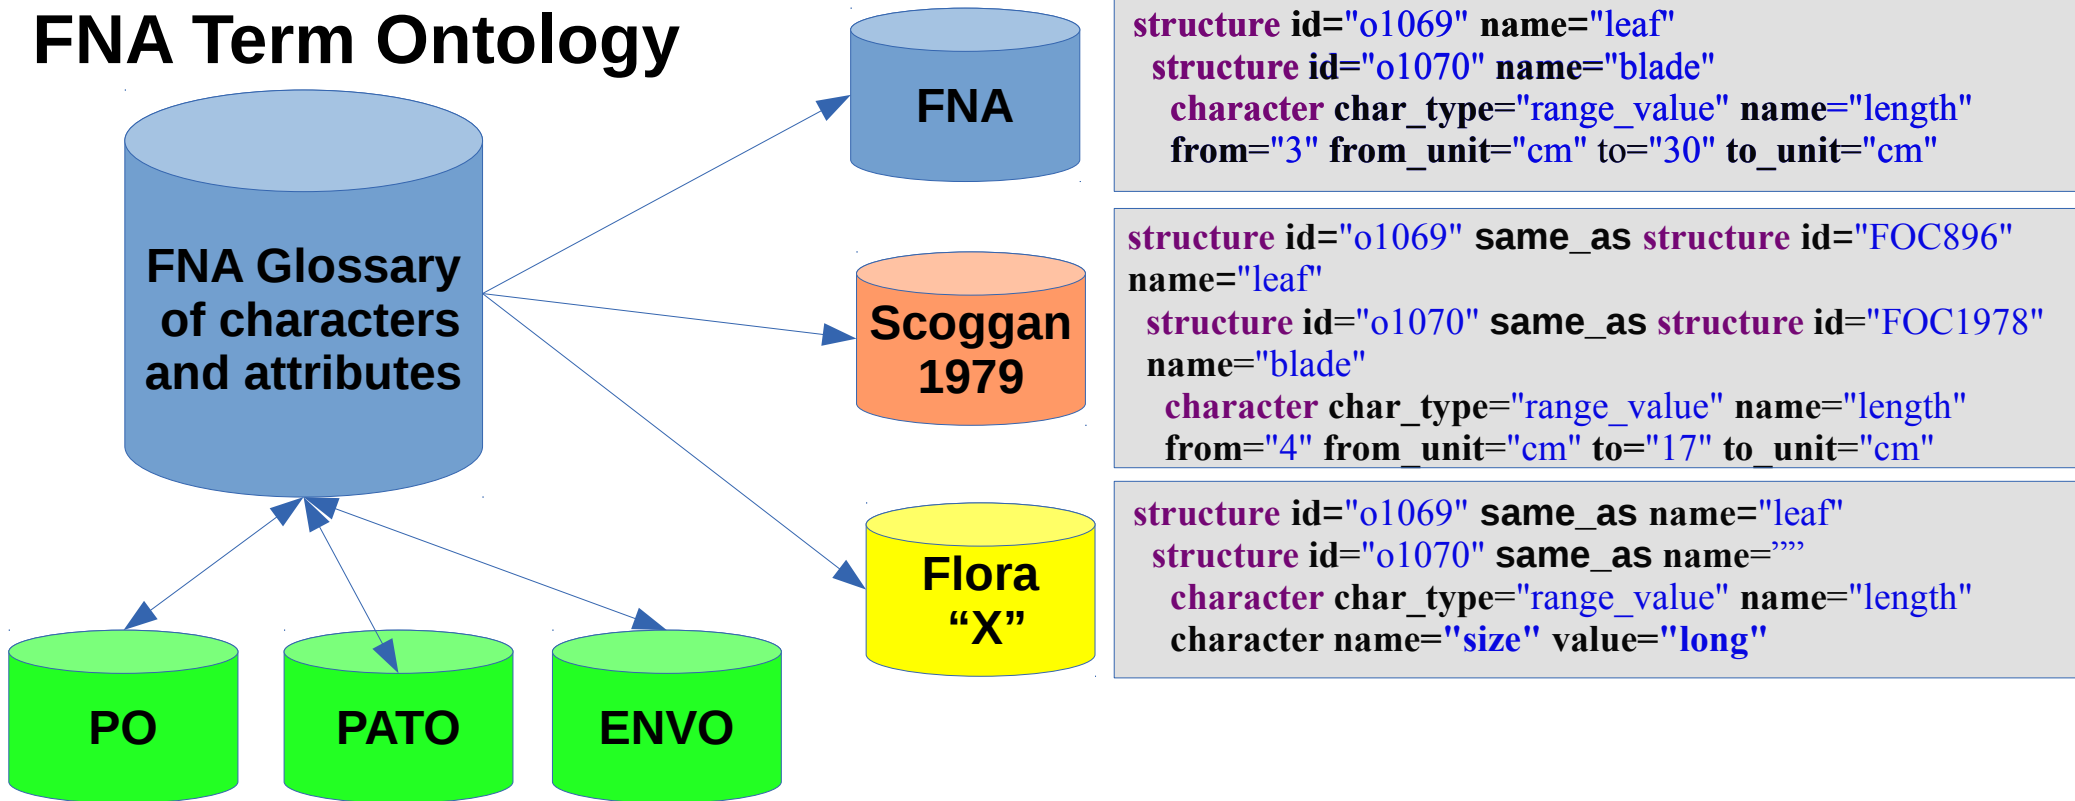 FNA Term Ontology
FNA Glossary
of characters
and attributes
FNA
Scoggan
1979
Flora
“X”
PO
PATO
ENVO
structure id="o1069" name="leaf"
structure id="o1070" name="blade"
character char_type="range_value" name="length"
from="3" from_unit="cm" to="30" to_unit="cm"
structure id="o1069" same_as structure id="FOC896"
name="leaf"
structure id="o1070" same_as structure id="FOC1978"
name="blade"
character char_type="range_value" name="length"
from="4" from_unit="cm" to="17" to_unit="cm"
structure id="o1069" same_as name="leaf"
structure id="o1070" same_as name=””
character char_type="range_value" name="length"
character name="size" value="long"